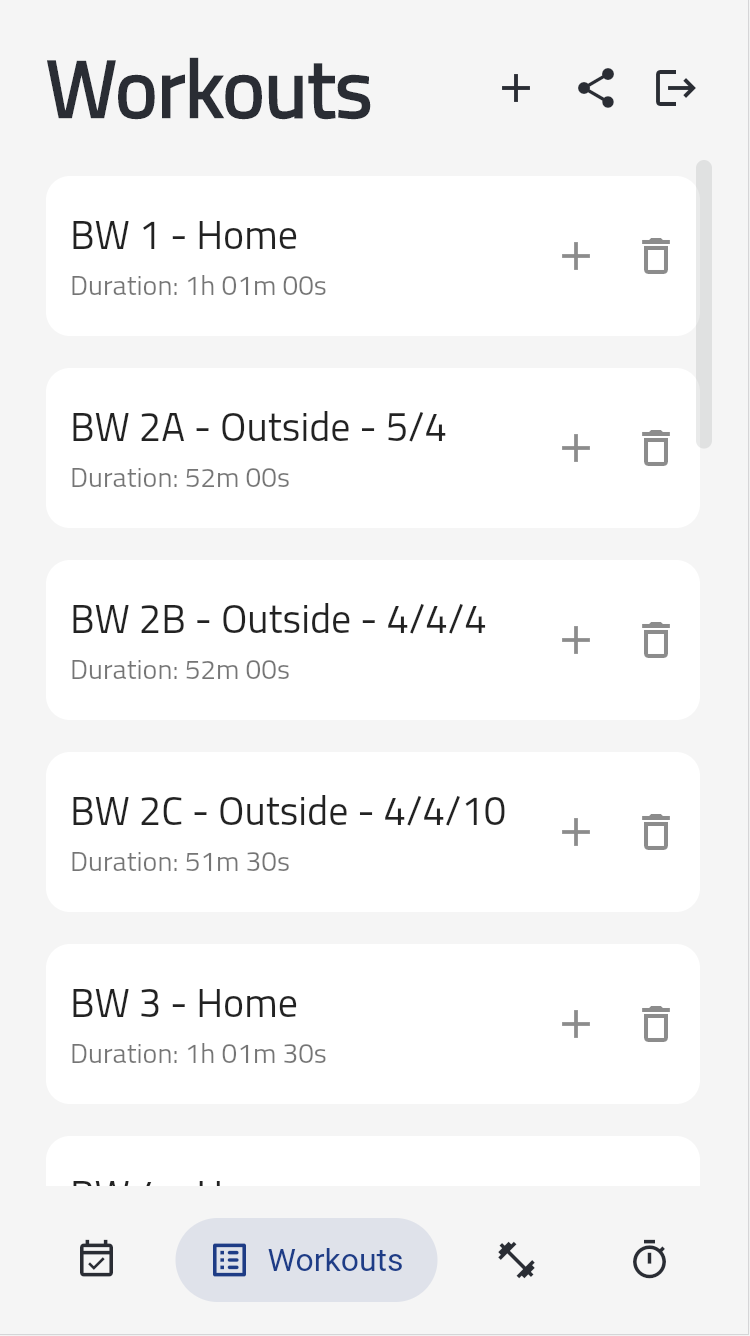 Workouts
BW 1 - Home
Duration: 1h 01m 00s
BW 2A - Outside - 5/4
Duration: 52m 00s
BW 2B - Outside - 4/4/4
Duration: 52m 00s
BW 2C - Outside - 4/4/10
Duration: 51m 30s
BW 3 - Home
Duration: 1h 01m 30s
BW
Workouts